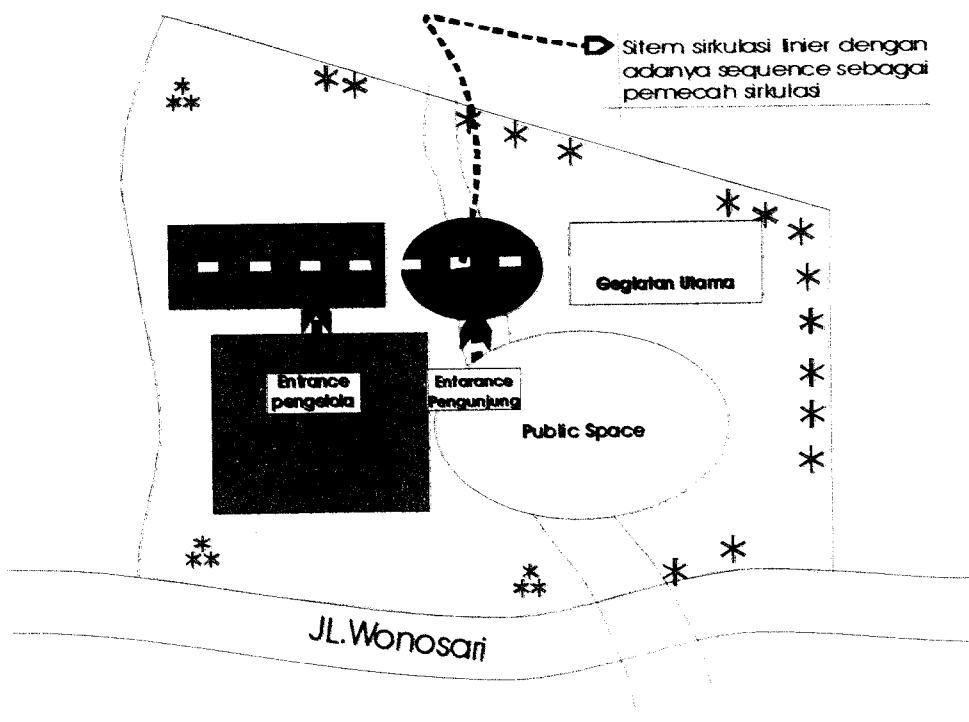 Sitem sirkulasi linier dengan
adanya sequence sebagai
pemecah sirkulasi
Gegiatan Utama
Entrance
pengelola
Entarance
Pengunjung
Public Space
JL.Wonosari